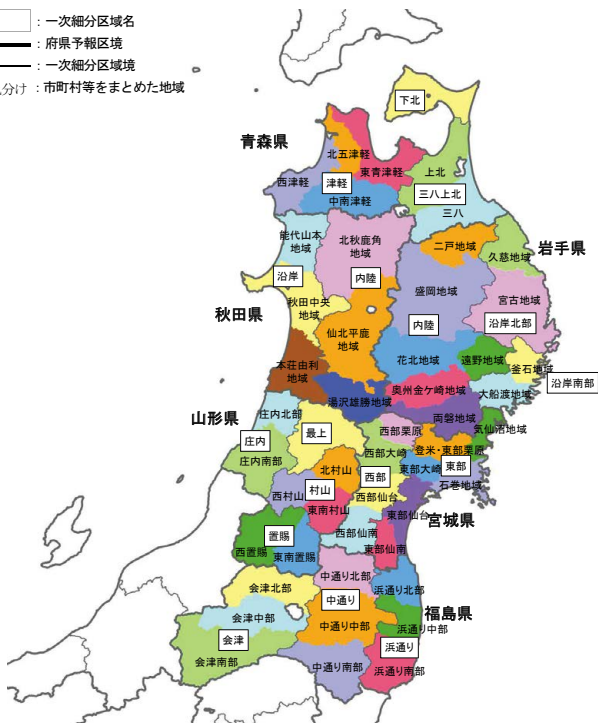 ：一次細分区域名
：府県予報区境
：一次細分区域境
分け：市町村等をまとめた地域
下北
青森県
北五津軽
東青津軽
上北
西津軽
津軽
三八上北
中南津軽
三八
能代山本
地域
北秋鹿角
地域
二戸地域
岩手県
久慈地域
沿岸
内陸
盛岡地域
宮古地域
秋田県
秋田中央
地域
沿岸北部
仙北平鹿
地域
内陸
花北地域
遠野地域
釜石地域
本荘由利
地域
沿岸南部
湯沢雄勝地域
奥州金ケ崎地域
大船渡地域
山形県
庄内北部
両磐地域
気仙沼地域
最上
西部栗原
庄内
西部大崎
登米・東部栗原
庄内南部
北村山
東部大崎
東部
西部
西村山
村山
石巻地域
西部仙台
東南村山
東部仙台
宮城県
置賜
西部仙南
西置賜
東南置賜
東部仙南
中通り北部
会津北部
浜通り北部
中通り
福島県
会津中部
中通り中部
浜通り中部
会津
浜通り
会津南部
中通り南部
浜通り南部